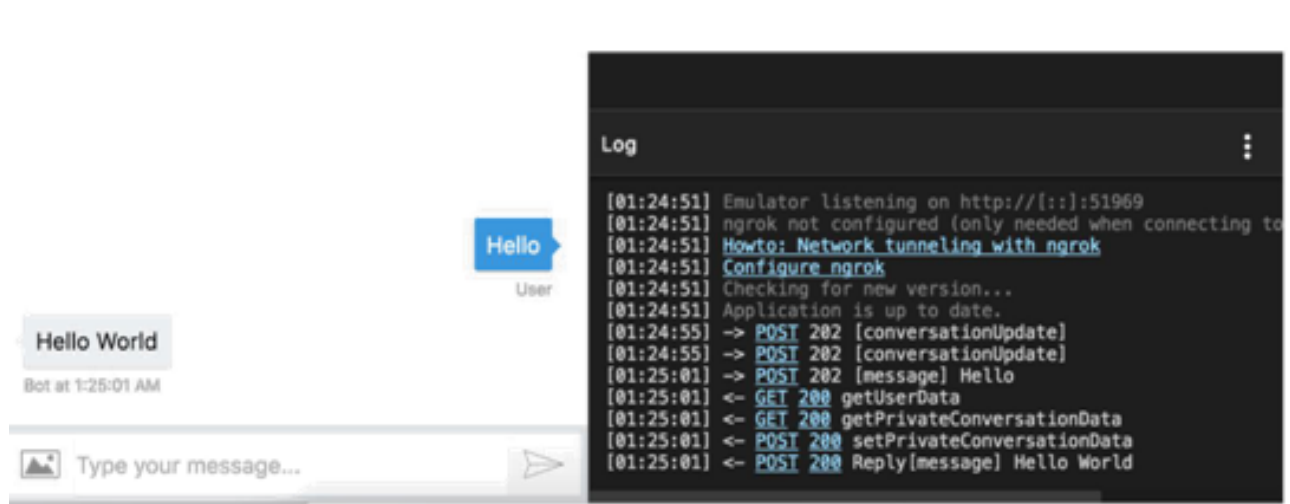 Hello
User
Hello World
Bot at 1:25:01 AM
Type your message...
Log
[01:24:51] Emulator listening on http://[::]:51969
[01:24:51] ngrok not configured (only needed when connecting to
[01:24:51] Howto: Network tunneling with ngrok
[01:24:51] Configure ngrok
[01:24:51] Checking for new version...
[01:24:51] Application is up to date.
[01:24:55] -> POST 202 [conversationUpdate]
[01:24:55] -> POST 202 [conversationUpdate]
[01:25:01] -> POST 202 [message] Hello
[01:25:01] <- GET 200 getUserData
[01:25:01] <- GET 200 getPrivateConversationData
[01:25:01] <- POST 200 setPrivateConversationData
[01:25:01] <- POST 200 Reply[message] Hello World